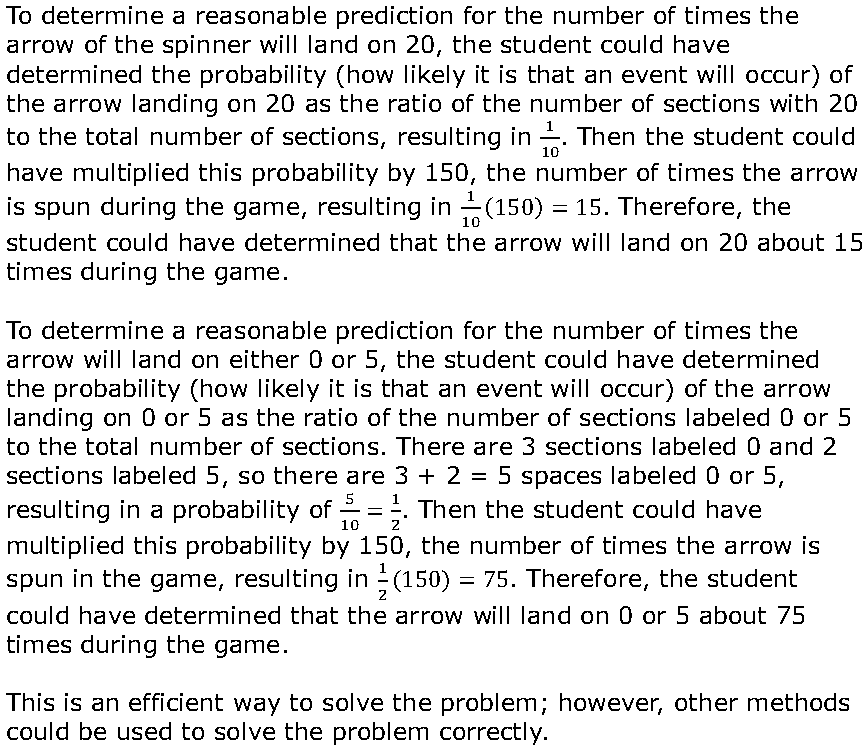 To determine a reasonable prediction for the number of times the
arrow of the spinner will land on 20, the student could have
determined the probability (how likely it is that an event will occur) of
the arrow landing on 20 as the ratio of the number of sections with 20
to the total number of sections, resulting in 1/10. Then the student could
have multiplied this probability by 150, the number of times the arrow
is spun during the game, resulting in 1/10(150) = 15. Therefore, the
student could have determined that the arrow will land on 20 about 15
times during the game.

To determine a reasonable prediction for the number of times the
arrow will land on either 0 or 5, the student could have determined
the probability (how likely it is that an event will occur) of the arrow
landing on 0 or 5 as the ratio of the number of sections labeled 0 or 5
to the total number of sections. There are 3 sections labeled 0 and 2
sections labeled 5, so there are 3 + 2 = 5 spaces labeled 0 or 5,
resulting in a probability of 5/10 = 1/2. Then the student could have
multiplied this probability by 150, the number of times the arrow is
spun in the game, resulting in 1/2(150) = 75. Therefore, the student
could have determined that the arrow will land on 0 or 5 about 75
times during the game.

This is an efficient way to solve the problem; however, other methods
could be used to solve the problem correctly.